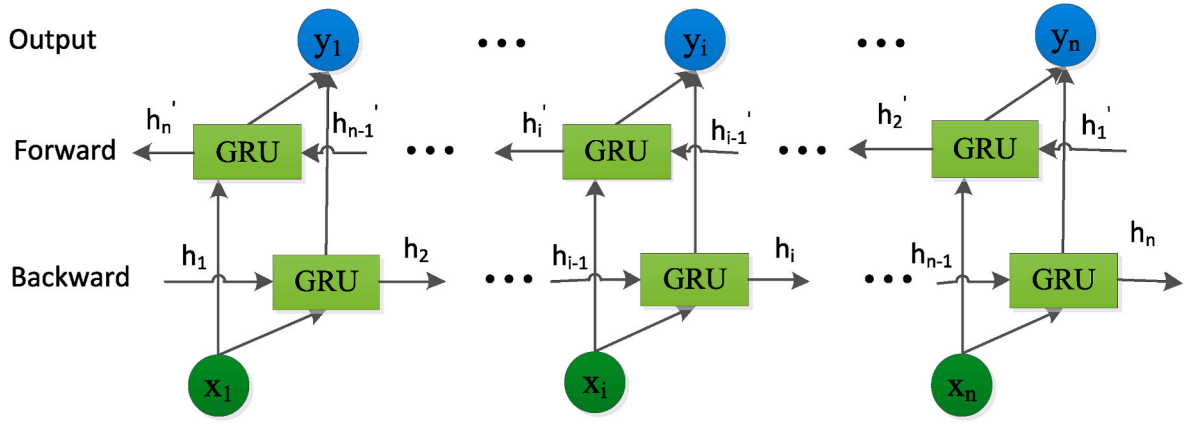 Output y₁ ••• yᵢ ••• yₙ
hₙ' hₙ₋₁' hᵢ' hᵢ₋₁' h₂' h₁'
Forward GRU ••• GRU ••• GRU
h₁ h₂ hᵢ₋₁ hᵢ hₙ₋₁ hₙ
Backward GRU ••• GRU ••• GRU
x₁ xᵢ xₙ